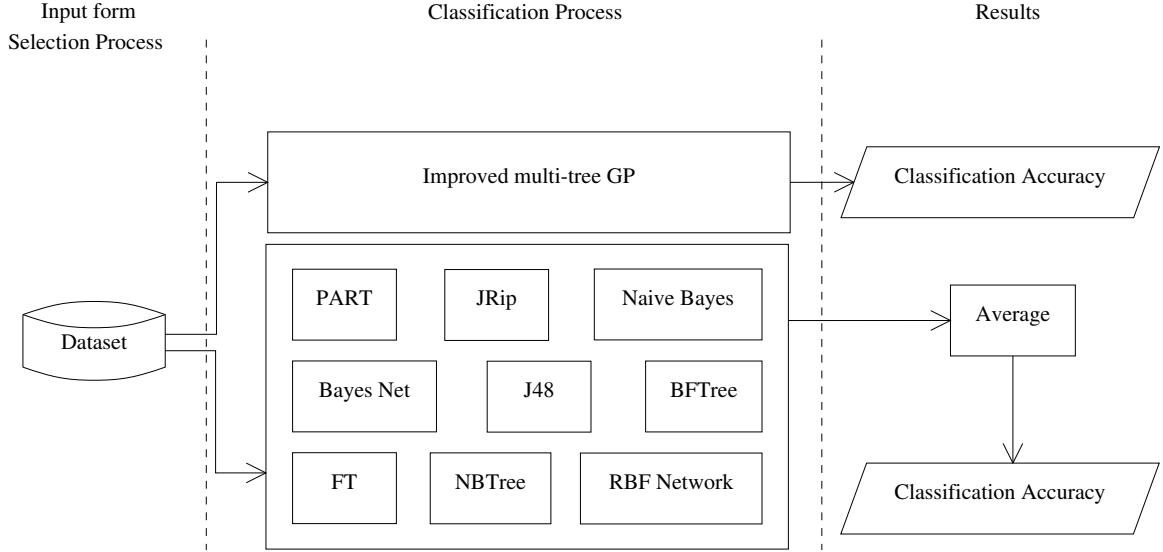 Input form
Selection Process
Classification Process
Results
Improved multi-tree GP
Classification Accuracy
PART
JRip
Naive Bayes
Average
Dataset
Bayes Net
J48
BFTree
FT
NBTree
RBF Network
Classification Accuracy